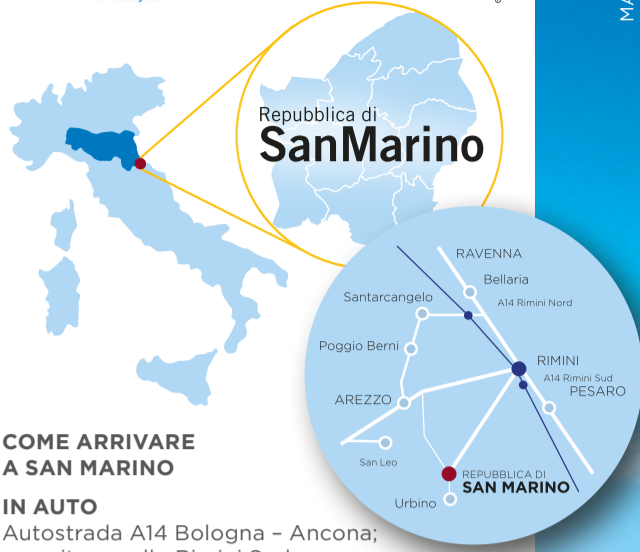 MA
Repubblica di
SanMarino
RAVENNA
Bellaria
A14 Rimini Nord
Santarcangelo
Poggio Berni
RIMINI
A14 Rimini Sud
PESARO
AREZZO
San Leo
REPUBBLICA DI
SAN MARINO
Urbino
COME ARRIVARE
A SAN MARINO
IN AUTO
Autostrada A14 Bologna – Ancona;